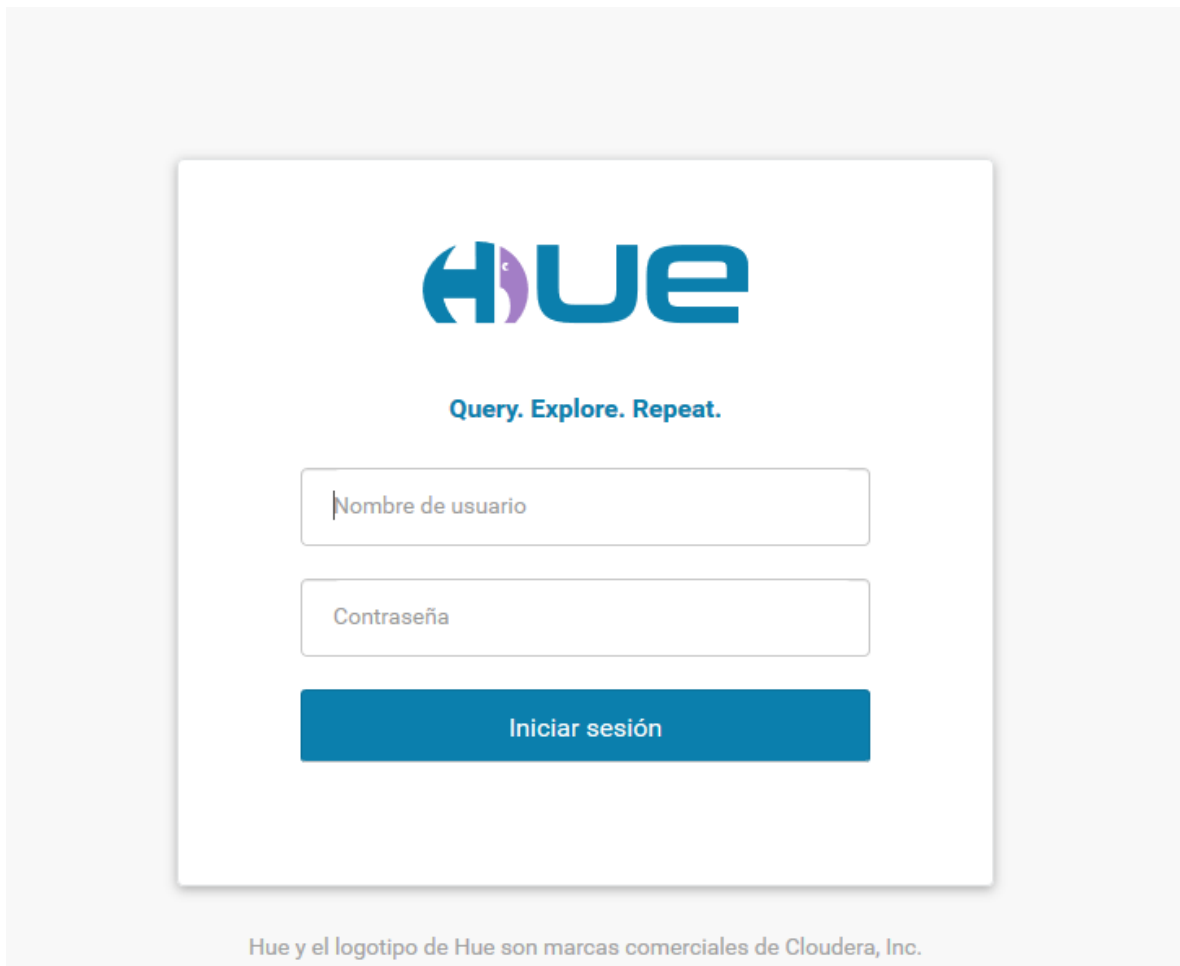 HUE
Query. Explore. Repeat.
Nombre de usuario
Contraseña
Iniciar sesión
Hue y el logotipo de Hue son marcas comerciales de Cloudera, Inc.